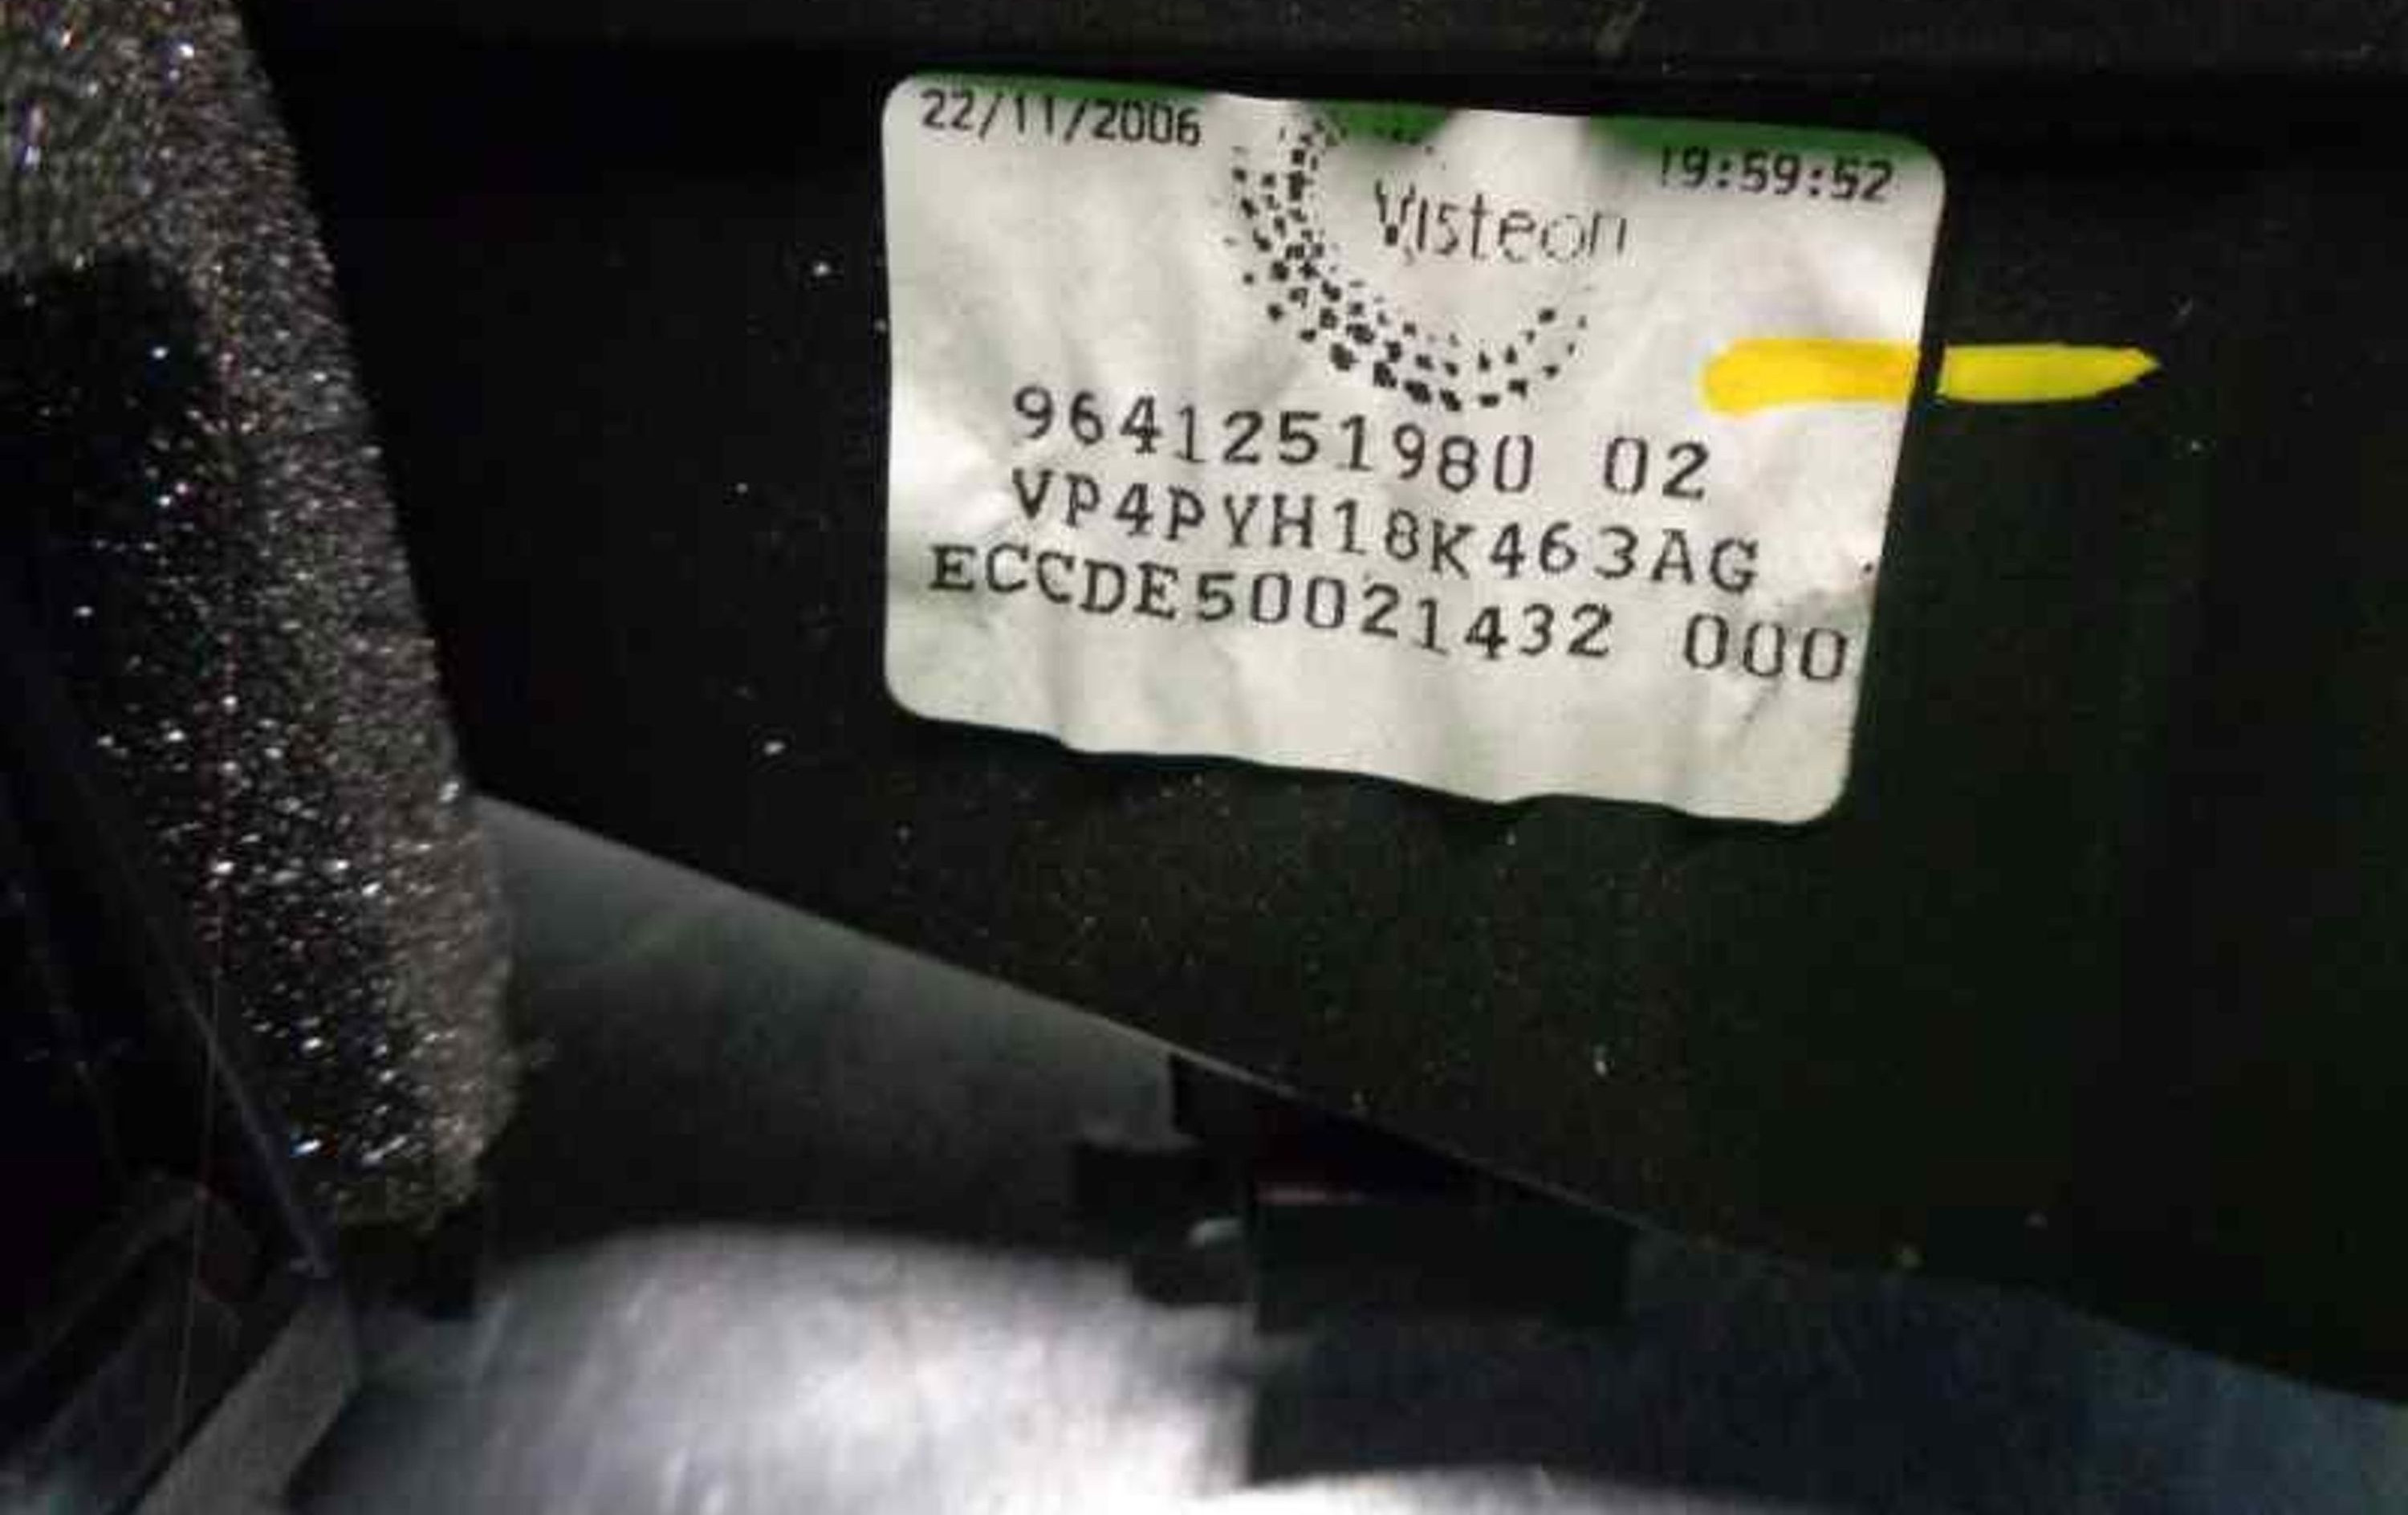 22/11/2006 19:59:52
Visteon
9641251980 02
VP4PYH18K463AG
ECCDE50021432 000